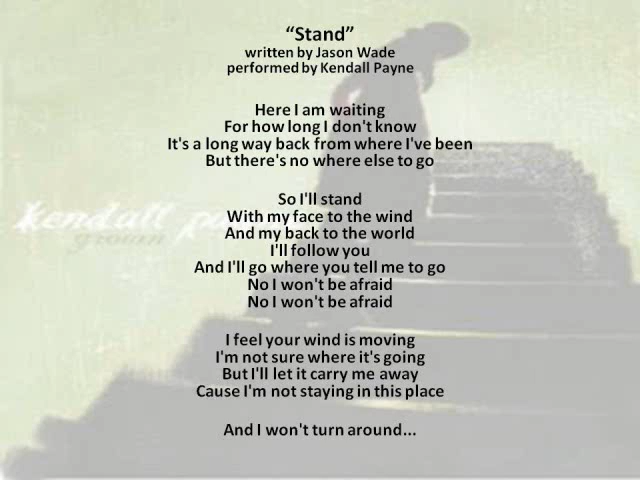 “Stand”
written by Jason Wade
performed by Kendall Payne
Here I am waiting
For how long I don't know
It's a long way back from where I've been
But there's no where else to go
So I'll stand
With my face to the wind
And my back to the world
I'll follow you
And I'll go where you tell me to go
No I won't be afraid
No I won't be afraid
I feel your wind is moving
I'm not sure where it's going
But I'll let it carry me away
Cause I'm not staying in this place
And I won't turn around...
kendall
grown